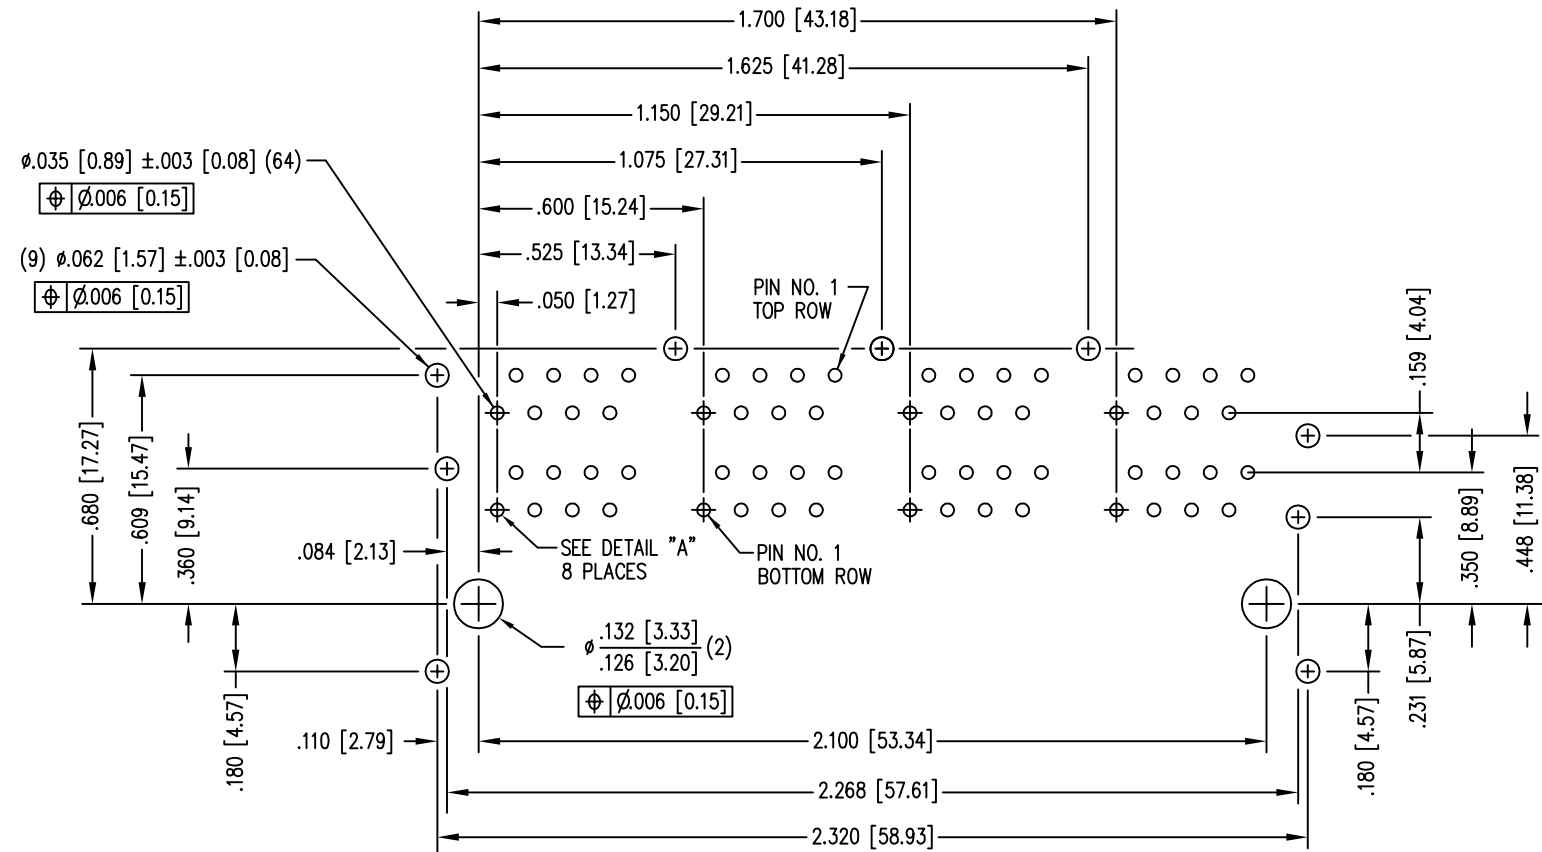 1.700 [43.18]
1.625 [41.28]
1.150 [29.21]
1.075 [27.31]
⌀.035 [0.89] ±.003 [0.08] (64)
⌖ ⌀.006 [0.15]
.600 [15.24]
.525 [13.34]
(9) ⌀.062 [1.57] ±.003 [0.08]
⌖ ⌀.006 [0.15]
.050 [1.27]
PIN NO. 1
TOP ROW
.159 [4.04]
.680 [17.27]
.609 [15.47]
.360 [9.14]
.084 [2.13]
SEE DETAIL "A"
8 PLACES
PIN NO. 1
BOTTOM ROW
.350 [8.89]
.448 [11.38]
⌀ .132 [3.33]
.126 [3.20] (2)
⌖ ⌀.006 [0.15]
.231 [5.87]
.180 [4.57]
.180 [4.57]
.110 [2.79]
2.100 [53.34]
2.268 [57.61]
2.320 [58.93]